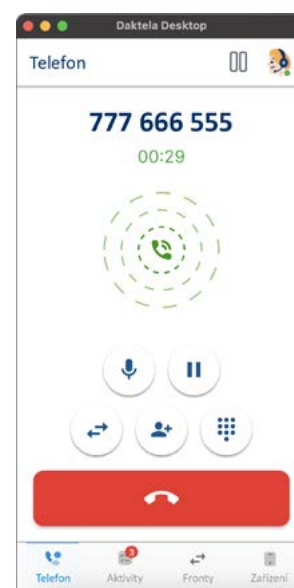 Daktela Desktop
Telefon
777 666 555
00:29
3
Telefon Aktivity Fronty Zařízení